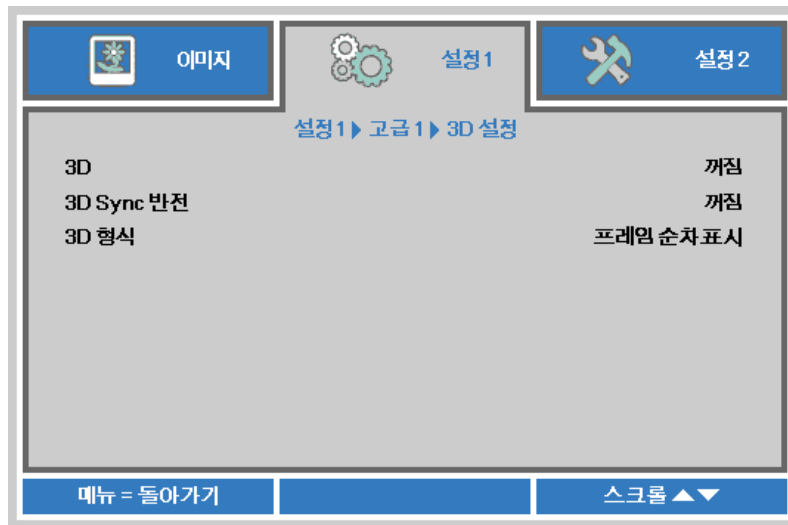 이미지
설정1
설정2
설정1 ▶ 고급1 ▶ 3D 설정
3D 꺼짐
3D Sync 반전 꺼짐
3D 형식 프레임 순차표시
메뉴 = 돌아가기
스크롤 ▲▼